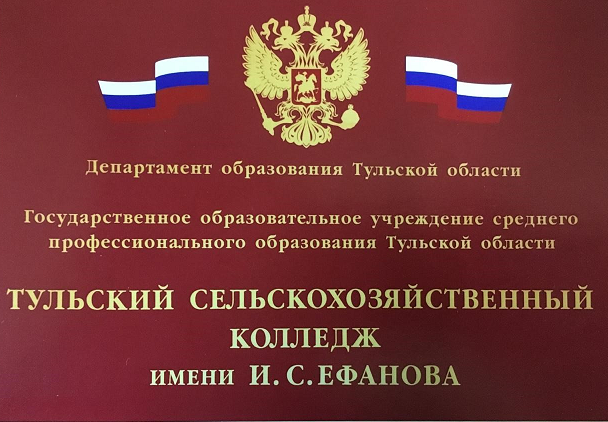 Департамент образования Тульской области
Государственное образовательное учреждение среднего
профессионального образования Тульской области
ТУЛЬСКИЙ СЕЛЬСКОХОЗЯЙСТВЕННЫЙ
КОЛЛЕДЖ
ИМЕНИ И.С.ЕФАНОВА